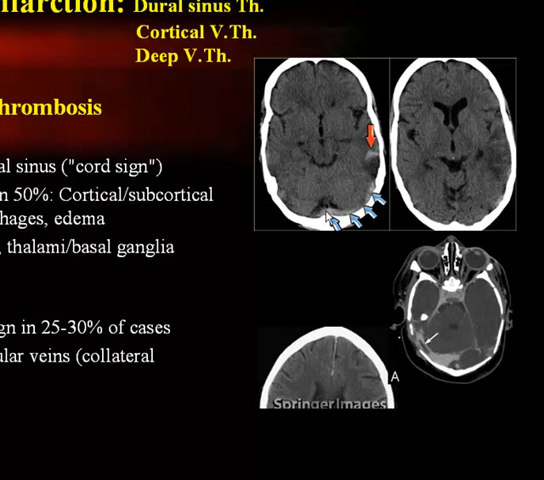 nfarction: Dural sinus Th.
Cortical V.Th.
Deep V.Th.
hrombosis
al sinus ("cord sign")
n 50%: Cortical/subcortical
hages, edema
, thalami/basal ganglia
gn in 25-30% of cases
ular veins (collateral
A
Springer Images